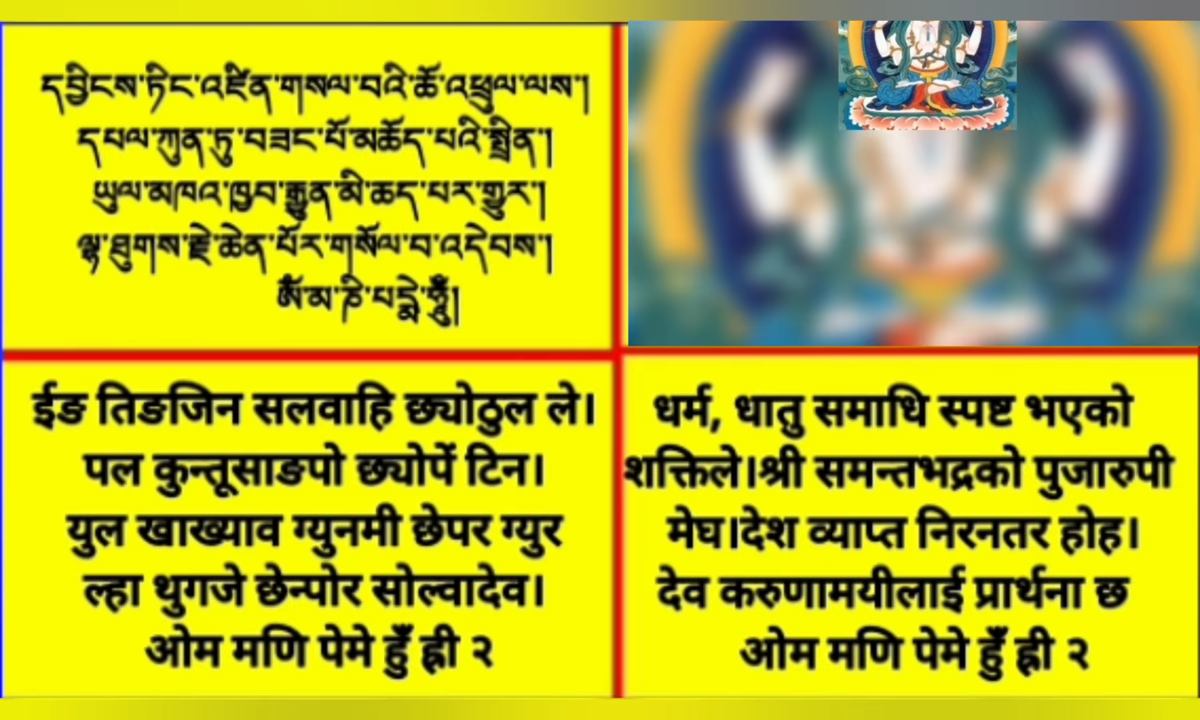 དབྱིངས་ཏིང་འཛིན་གསལ་བའི་ཆོ་འཕྲུལ་ལས༑
དཔལ་ཀུན་ཏུ་བཟང་པོ་མཆོད་པའི་སྤྲིན༑
ཡུལ་མཁའ་ཁྱབ་རྒྱུན་མི་ཆད་པར་གྱུར༑
ལྷ་ཐུགས་རྗེ་ཆེན་པོར་གསོལ་བ་འདེབས༑
ཨོཾ་མ་ཎི་པདྨེ་ཧཱུྃ།
ईङ तिङजिन सलवाहि छ्योठुल ले।
पल कुन्तूसाङपो छ्योर्पे टिन।
युल खाख्याव ग्युनमी छेपर ग्युर
ल्हा थुगजे छेन्पोर सोल्वादेव।
ओम मणि पेमे हुँ ह्री २
धर्म, धातु समाधि स्पष्ट भएको
शक्तिले।श्री समन्तभद्रको पुजारुपी
मेघ।देश व्याप्त निरनतर होह।
देव करुणामयीलाई प्रार्थना छ
ओम मणि पेमे हुँ ह्री २